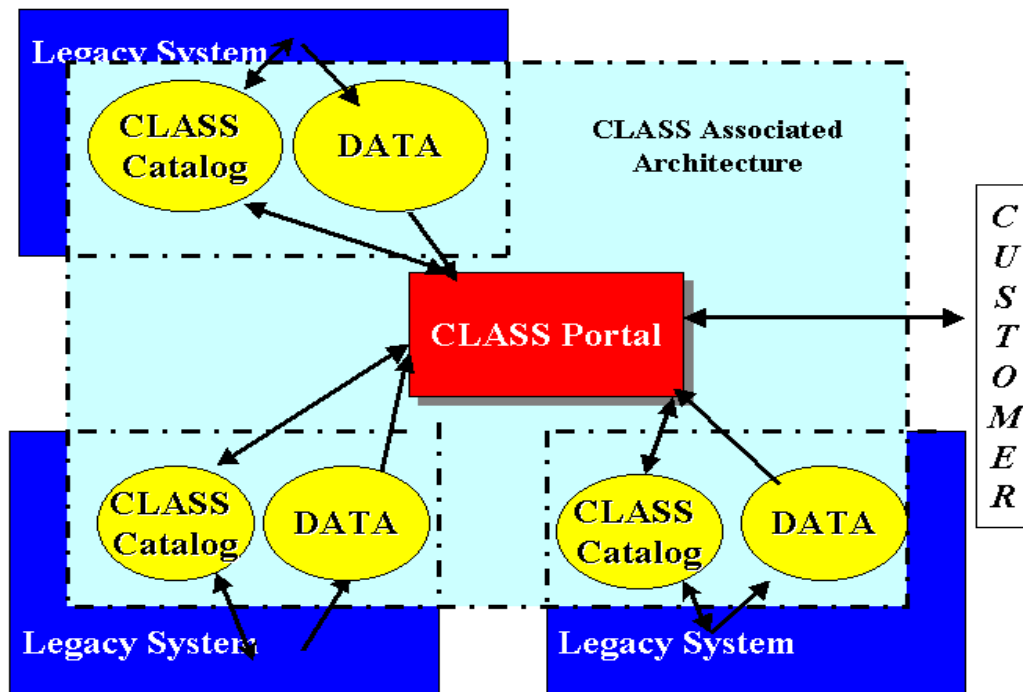 Legacy System
CLASS
Catalog
DATA
CLASS Associated
Architecture
CLASS Portal
CUSTOMER
CLASS
Catalog
DATA
CLASS
Catalog
DATA
Legacy System
Legacy System